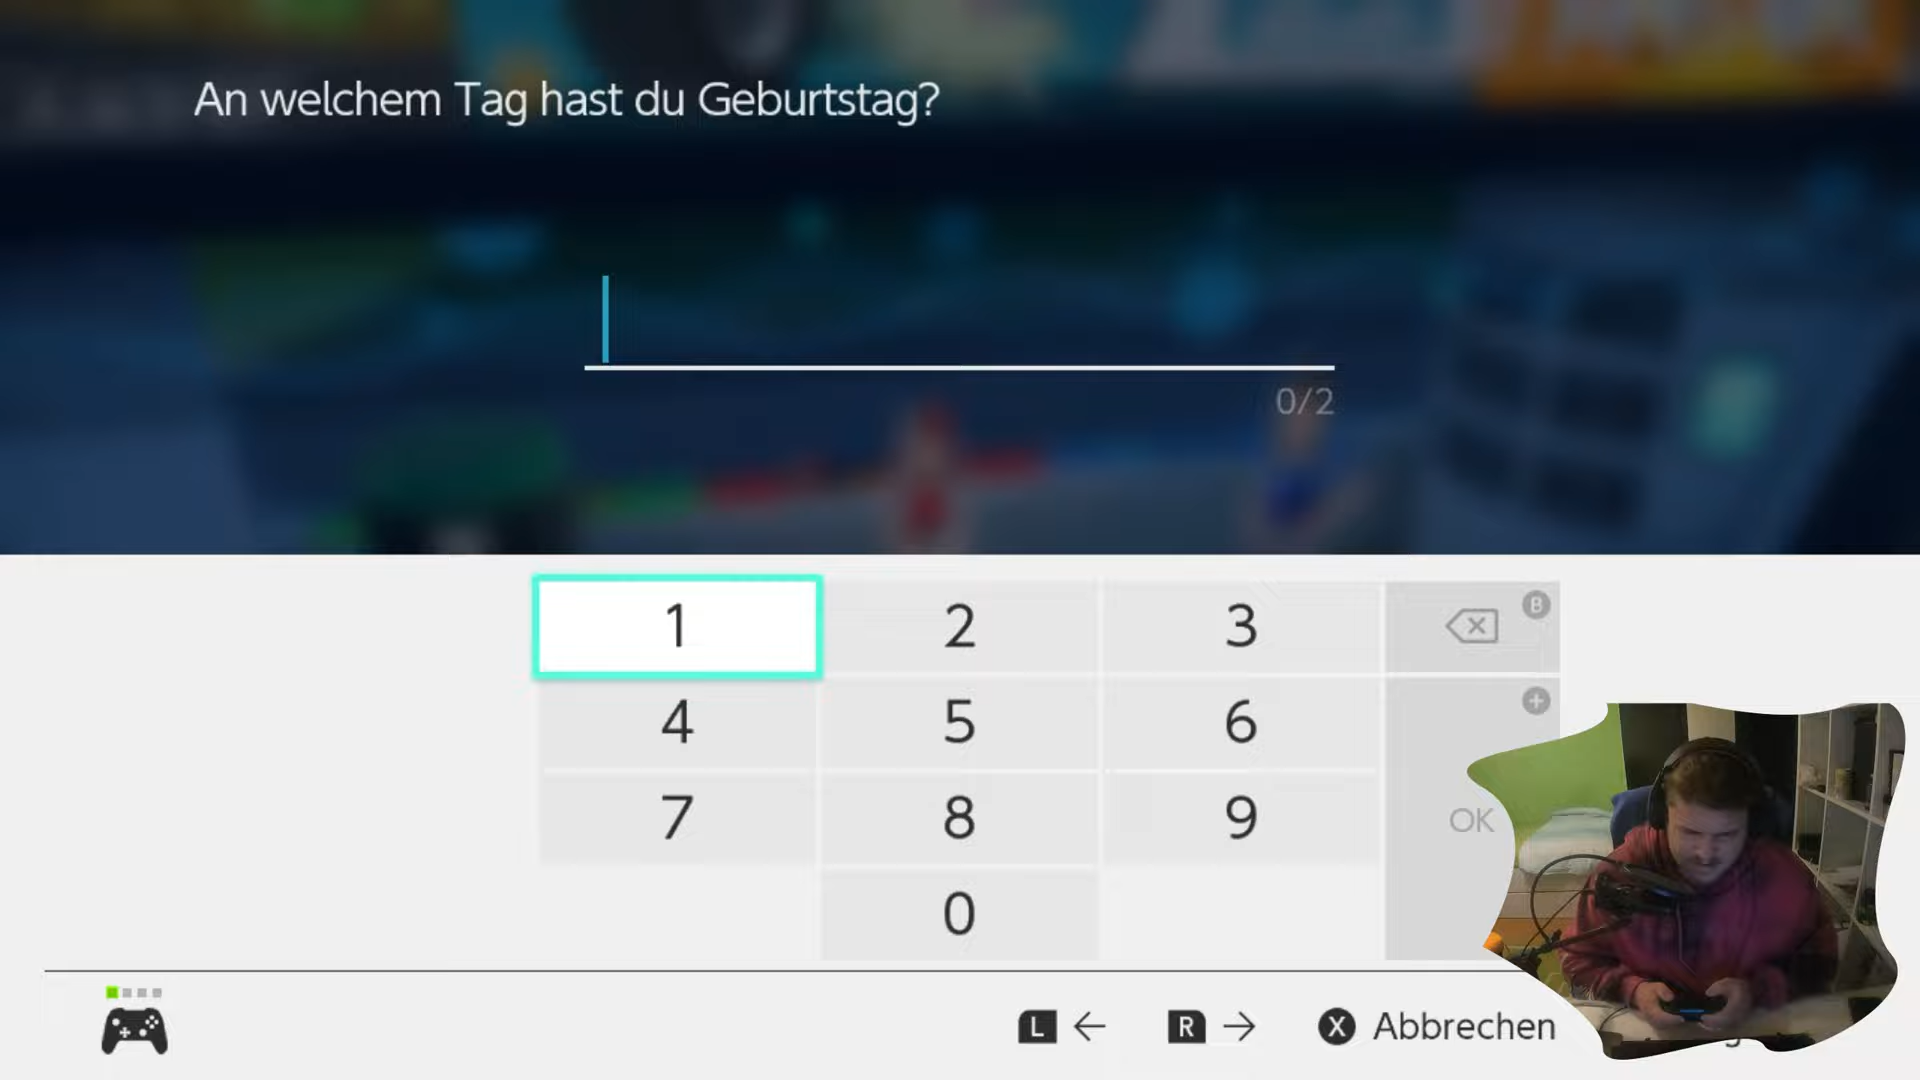 An welchem Tag hast du Geburtstag?
0/2
1 2 3 B
4 5 6 +
7 8 9 OK
0
L ← R → X Abbrechen